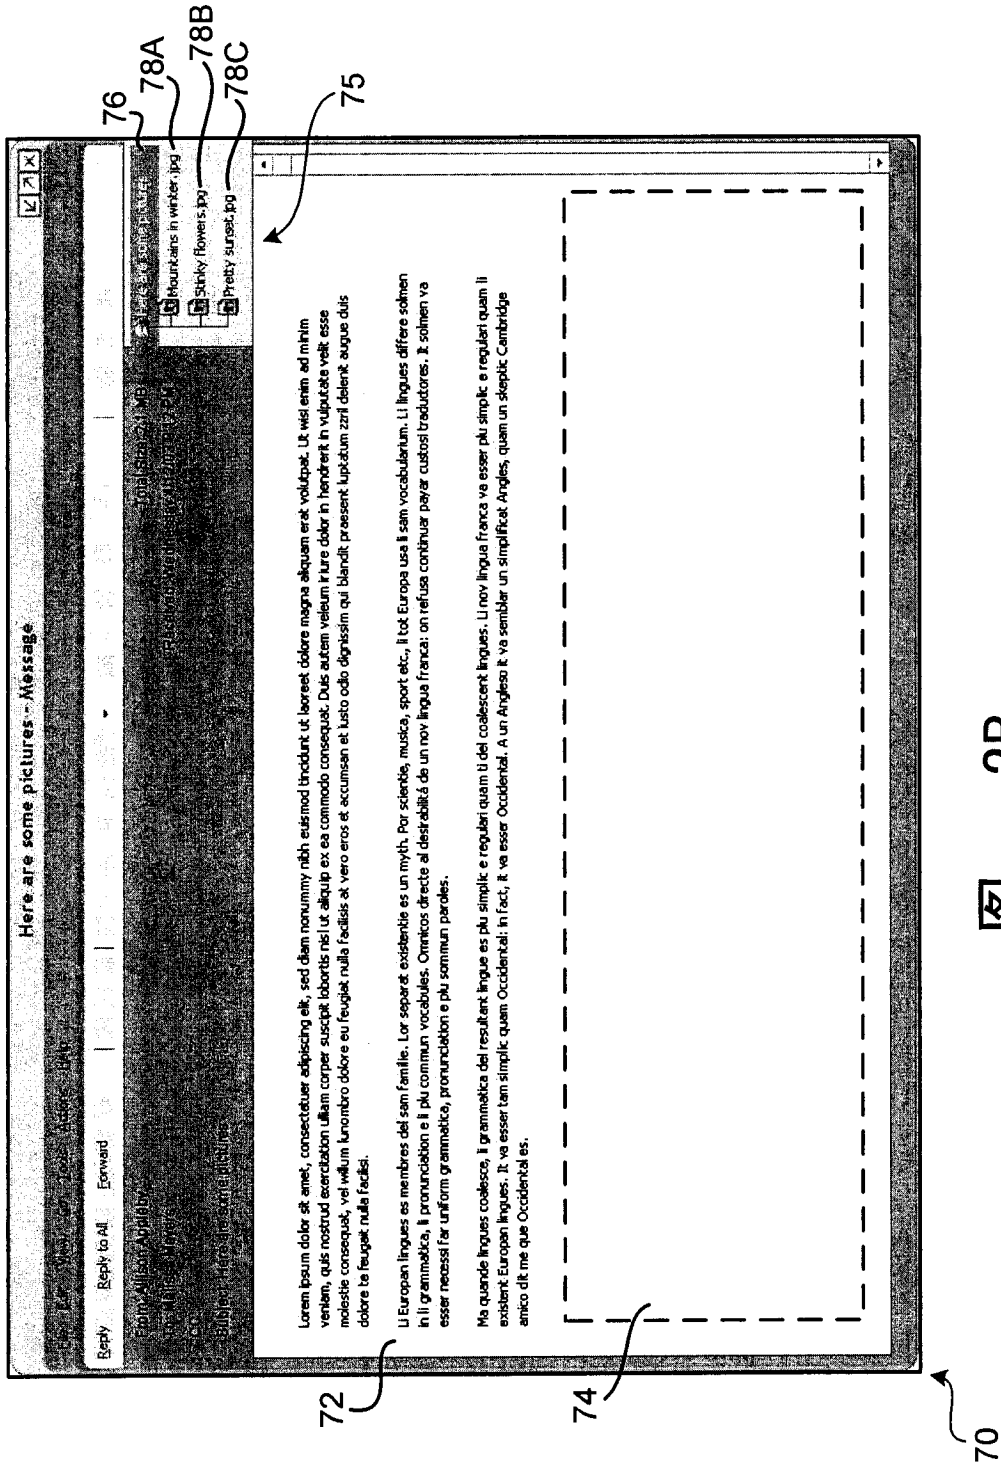 Here are some pictures - Message
Reply Reply to All Forward
From: Allison Appleby
Subject: Here are some pictures
Mountains in winter.jpg
Stinky flowers.jpg
Pretty sunset.jpg
Lorem ipsum dolor sit amet, consectetuer adipiscing elit, sed diam nonummy nibh euismod tincidunt ut laoreet dolore magna aliquam erat volutpat. Ut wisi enim ad minim
veniam, quis nostrud exercitation ullam corper suscipit lobortis nisl ut aliquip ex ea commodo consequat. Duis autem veleum iriure dolor in hendrerit in vulputate velit esse
molestie consequat, vel willum lunombro dolore eu feugiat nulla facilisis at vero eros et accumsan et iusto odio dignissim qui blandit praesent luptatum zzril delenit augue duis
dolore te feugait nulla facilisi.
Li Europan lingues es membres del sam familie. Lor separat existentie es un myth. Por scientie, musica, sport etc., li tot Europa usa li sam vocabularium. Li lingues differe solmen
in li grammatica, li pronunciation e li plu commun vocabules. Omnicos directe al desirabilitá de un nov lingua franca: on refusa continuar payar custosi traductores. It solmen va
esser necessi far uniform grammatica, pronunciation e plu sommun paroles.
Ma quande lingues coalesce, li grammatica del resultant lingue es plu simplic e regulari quam ti del coalescent lingues. Li nov lingua franca va esser plu simplic e regulari quam li
existent Europan lingues. It va esser tam simplic quam Occidental: in fact, it va esser Occidental. A un Angleso it va semblar un simplificat Angles, quam un skeptic Cambridge
amico dit me que Occidental es.
76
78A
78B
78C
75
72
74
70
图 2B